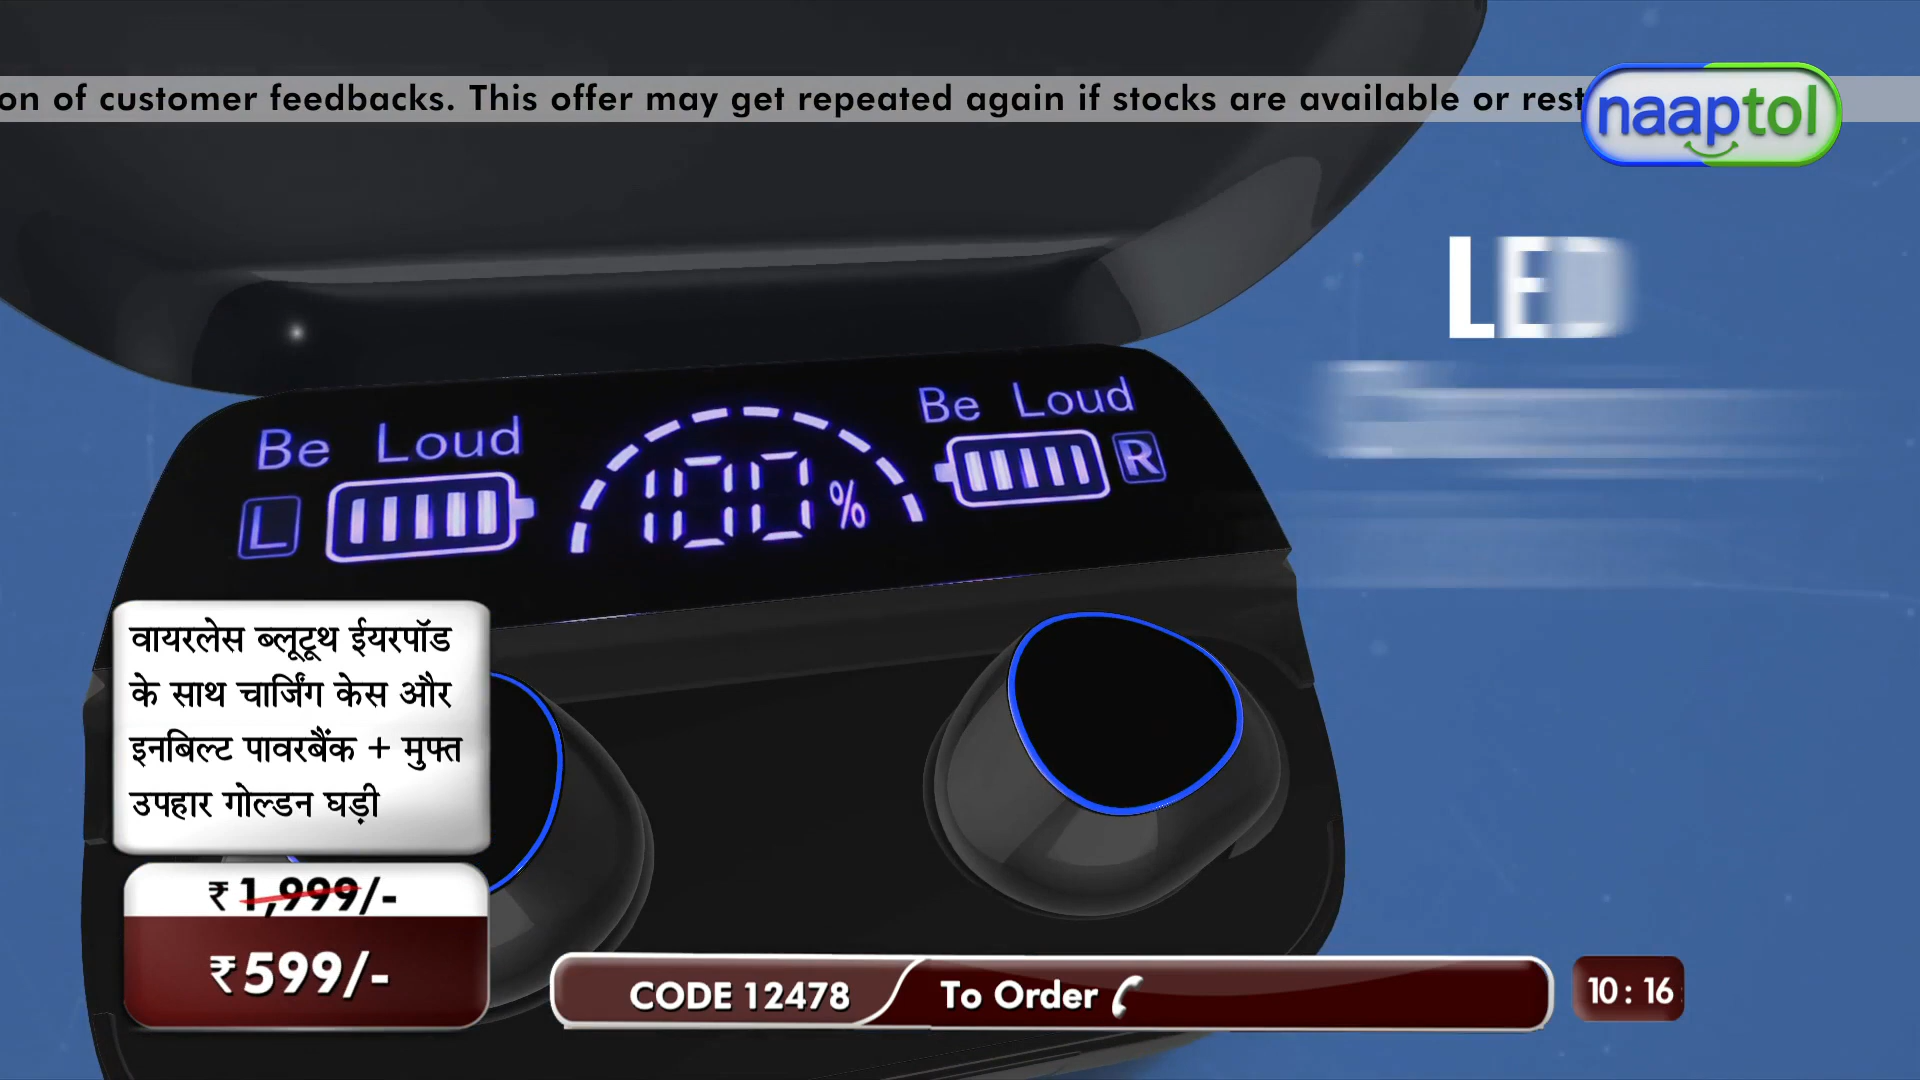 on of customer feedbacks. This offer may get repeated again if stocks are available or rest
naaptol
LED
Be Loud
Be Loud
L
100%
R
वायरलेस ब्लूटूथ ईयरपॉड
के साथ चार्जिंग केस और
इनबिल्ट पावरबैंक + मुफ्त
उपहार गोल्डन घड़ी
₹1,999/-
₹599/-
CODE 12478
To Order
10:16